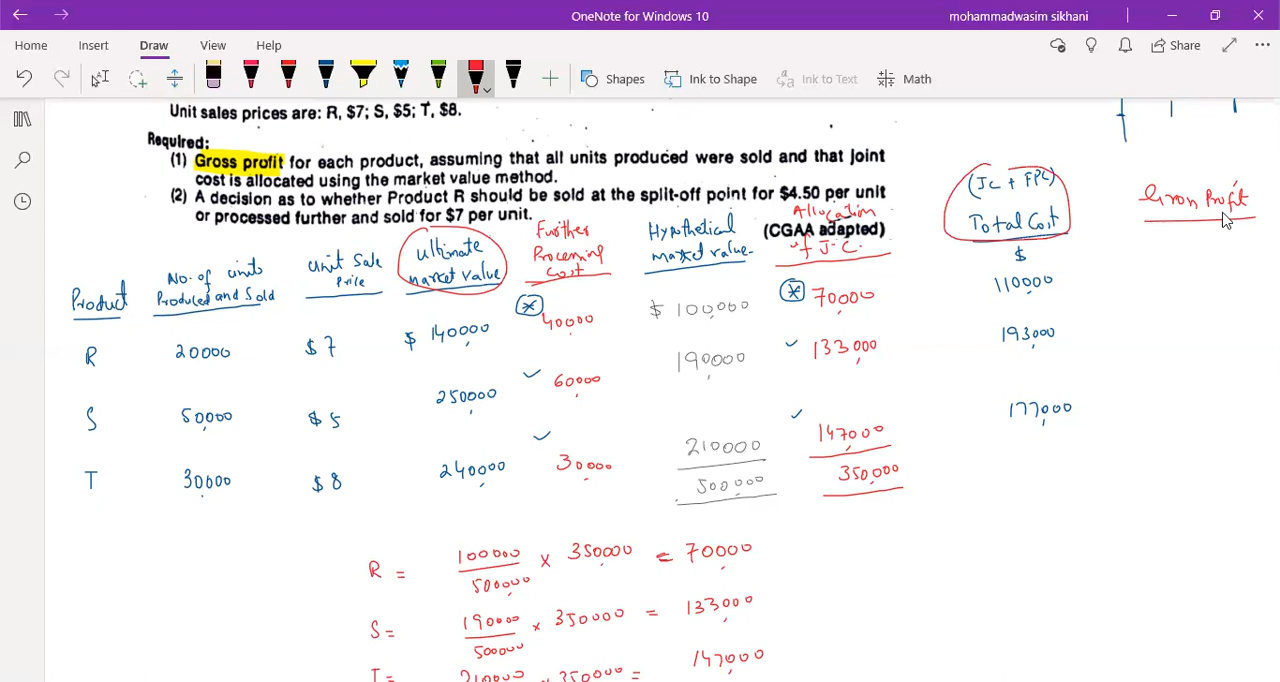 OneNote for Windows 10
mohammadwasim sikhani
Home Insert Draw View Help
Share
Shapes Ink to Shape Ink to Text Math
Unit sales prices are: R, $7; S, $5; T, $8.
Required:
(1) Gross profit for each product, assuming that all units produced were sold and that joint
cost is allocated using the market value method.
(2) A decision as to whether Product R should be sold at the split-off point for $4.50 per unit
or processed further and sold for $7 per unit.
(CGAA adapted)
Product
No. of units
Produced and Sold
Unit Sale
Price
Ultimate
market value
Further
Processing
Cost
Hypothetical
market value
Allocation
of J.C.
(JC + FPC)
Total Cost
$
Gross Profit
R 20000 $7 $ 140000 40000 $ 100,000 70000 110000
S 50000 $5 250000 60000 190000 133000 193000
T 30000 $8 240000 30000 210000 147000 177000
500000 350000
R = 100000 / 500000 × 350000 = 70000
S = 190000 / 500000 × 350000 = 133000
T = 210000 × 350000 = 147000